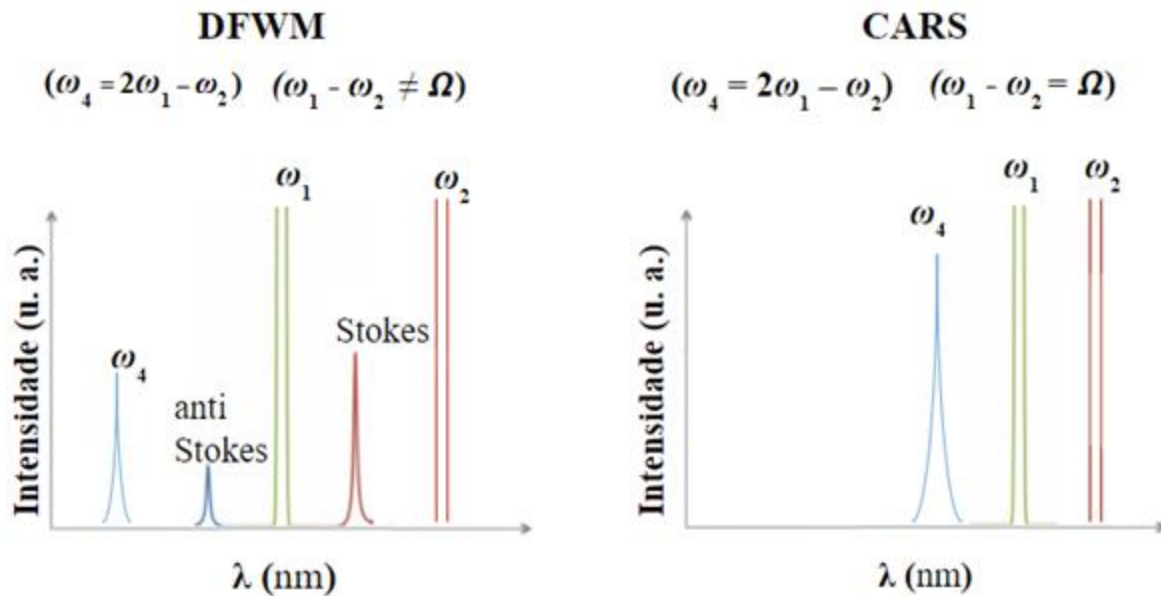 DFWM
(ω₄ = 2ω₁ – ω₂) (ω₁ - ω₂ ≠ Ω)
ω₁
ω₂
Stokes
ω₄
anti
Stokes
Intensidade (u. a.)
λ (nm)
CARS
(ω₄ = 2ω₁ – ω₂) (ω₁ - ω₂ = Ω)
ω₁
ω₂
ω₄
Intensidade (u. a.)
λ (nm)